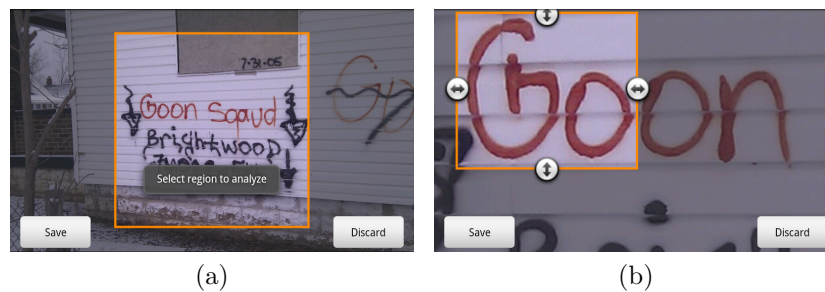 7-31-05
Goon Sqaud
Brightwood
Select region to analyze
Save
Discard
(a)
Goon
Save
Discard
(b)